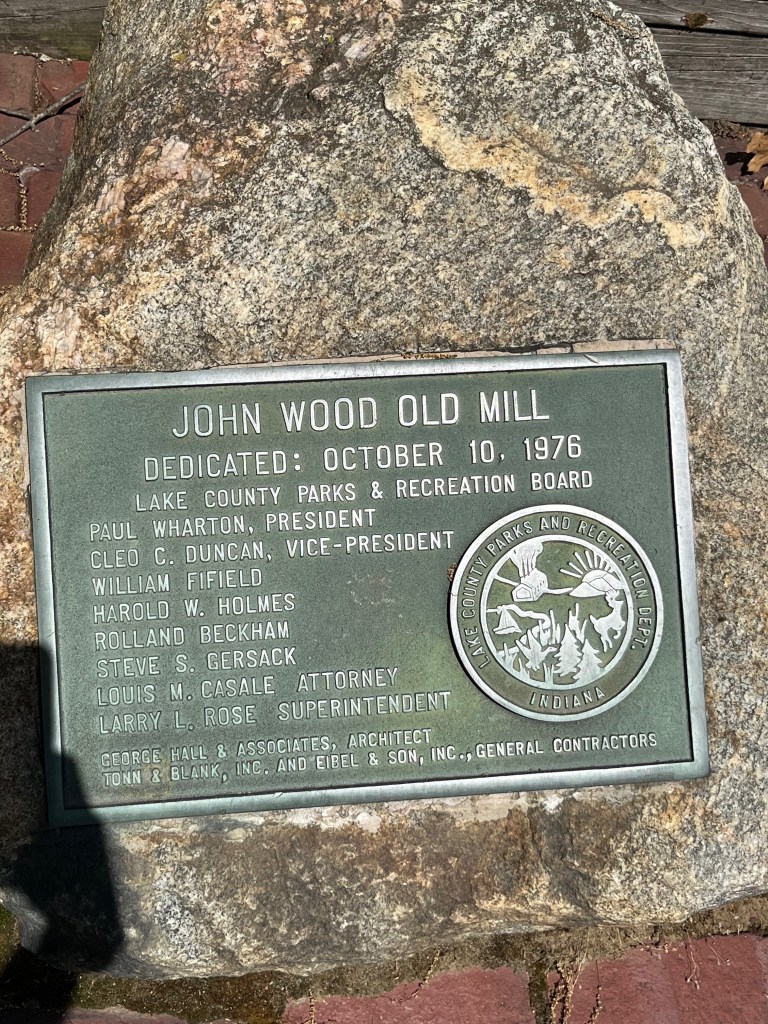 JOHN WOOD OLD MILL
DEDICATED: OCTOBER 10, 1976
LAKE COUNTY PARKS & RECREATION BOARD
PAUL WHARTON, PRESIDENT
CLEO C. DUNCAN, VICE-PRESIDENT
WILLIAM FIFIELD
HAROLD W. HOLMES
ROLLAND BECKHAM
STEVE S. GERSACK
LOUIS M. CASALE ATTORNEY
LARRY L. ROSE SUPERINTENDENT
GEORGE HALL & ASSOCIATES, ARCHITECT
TONN & BLANK, INC. AND EIBEL & SON, INC., GENERAL CONTRACTORS
LAKE COUNTY PARKS AND RECREATION DEPT.
INDIANA